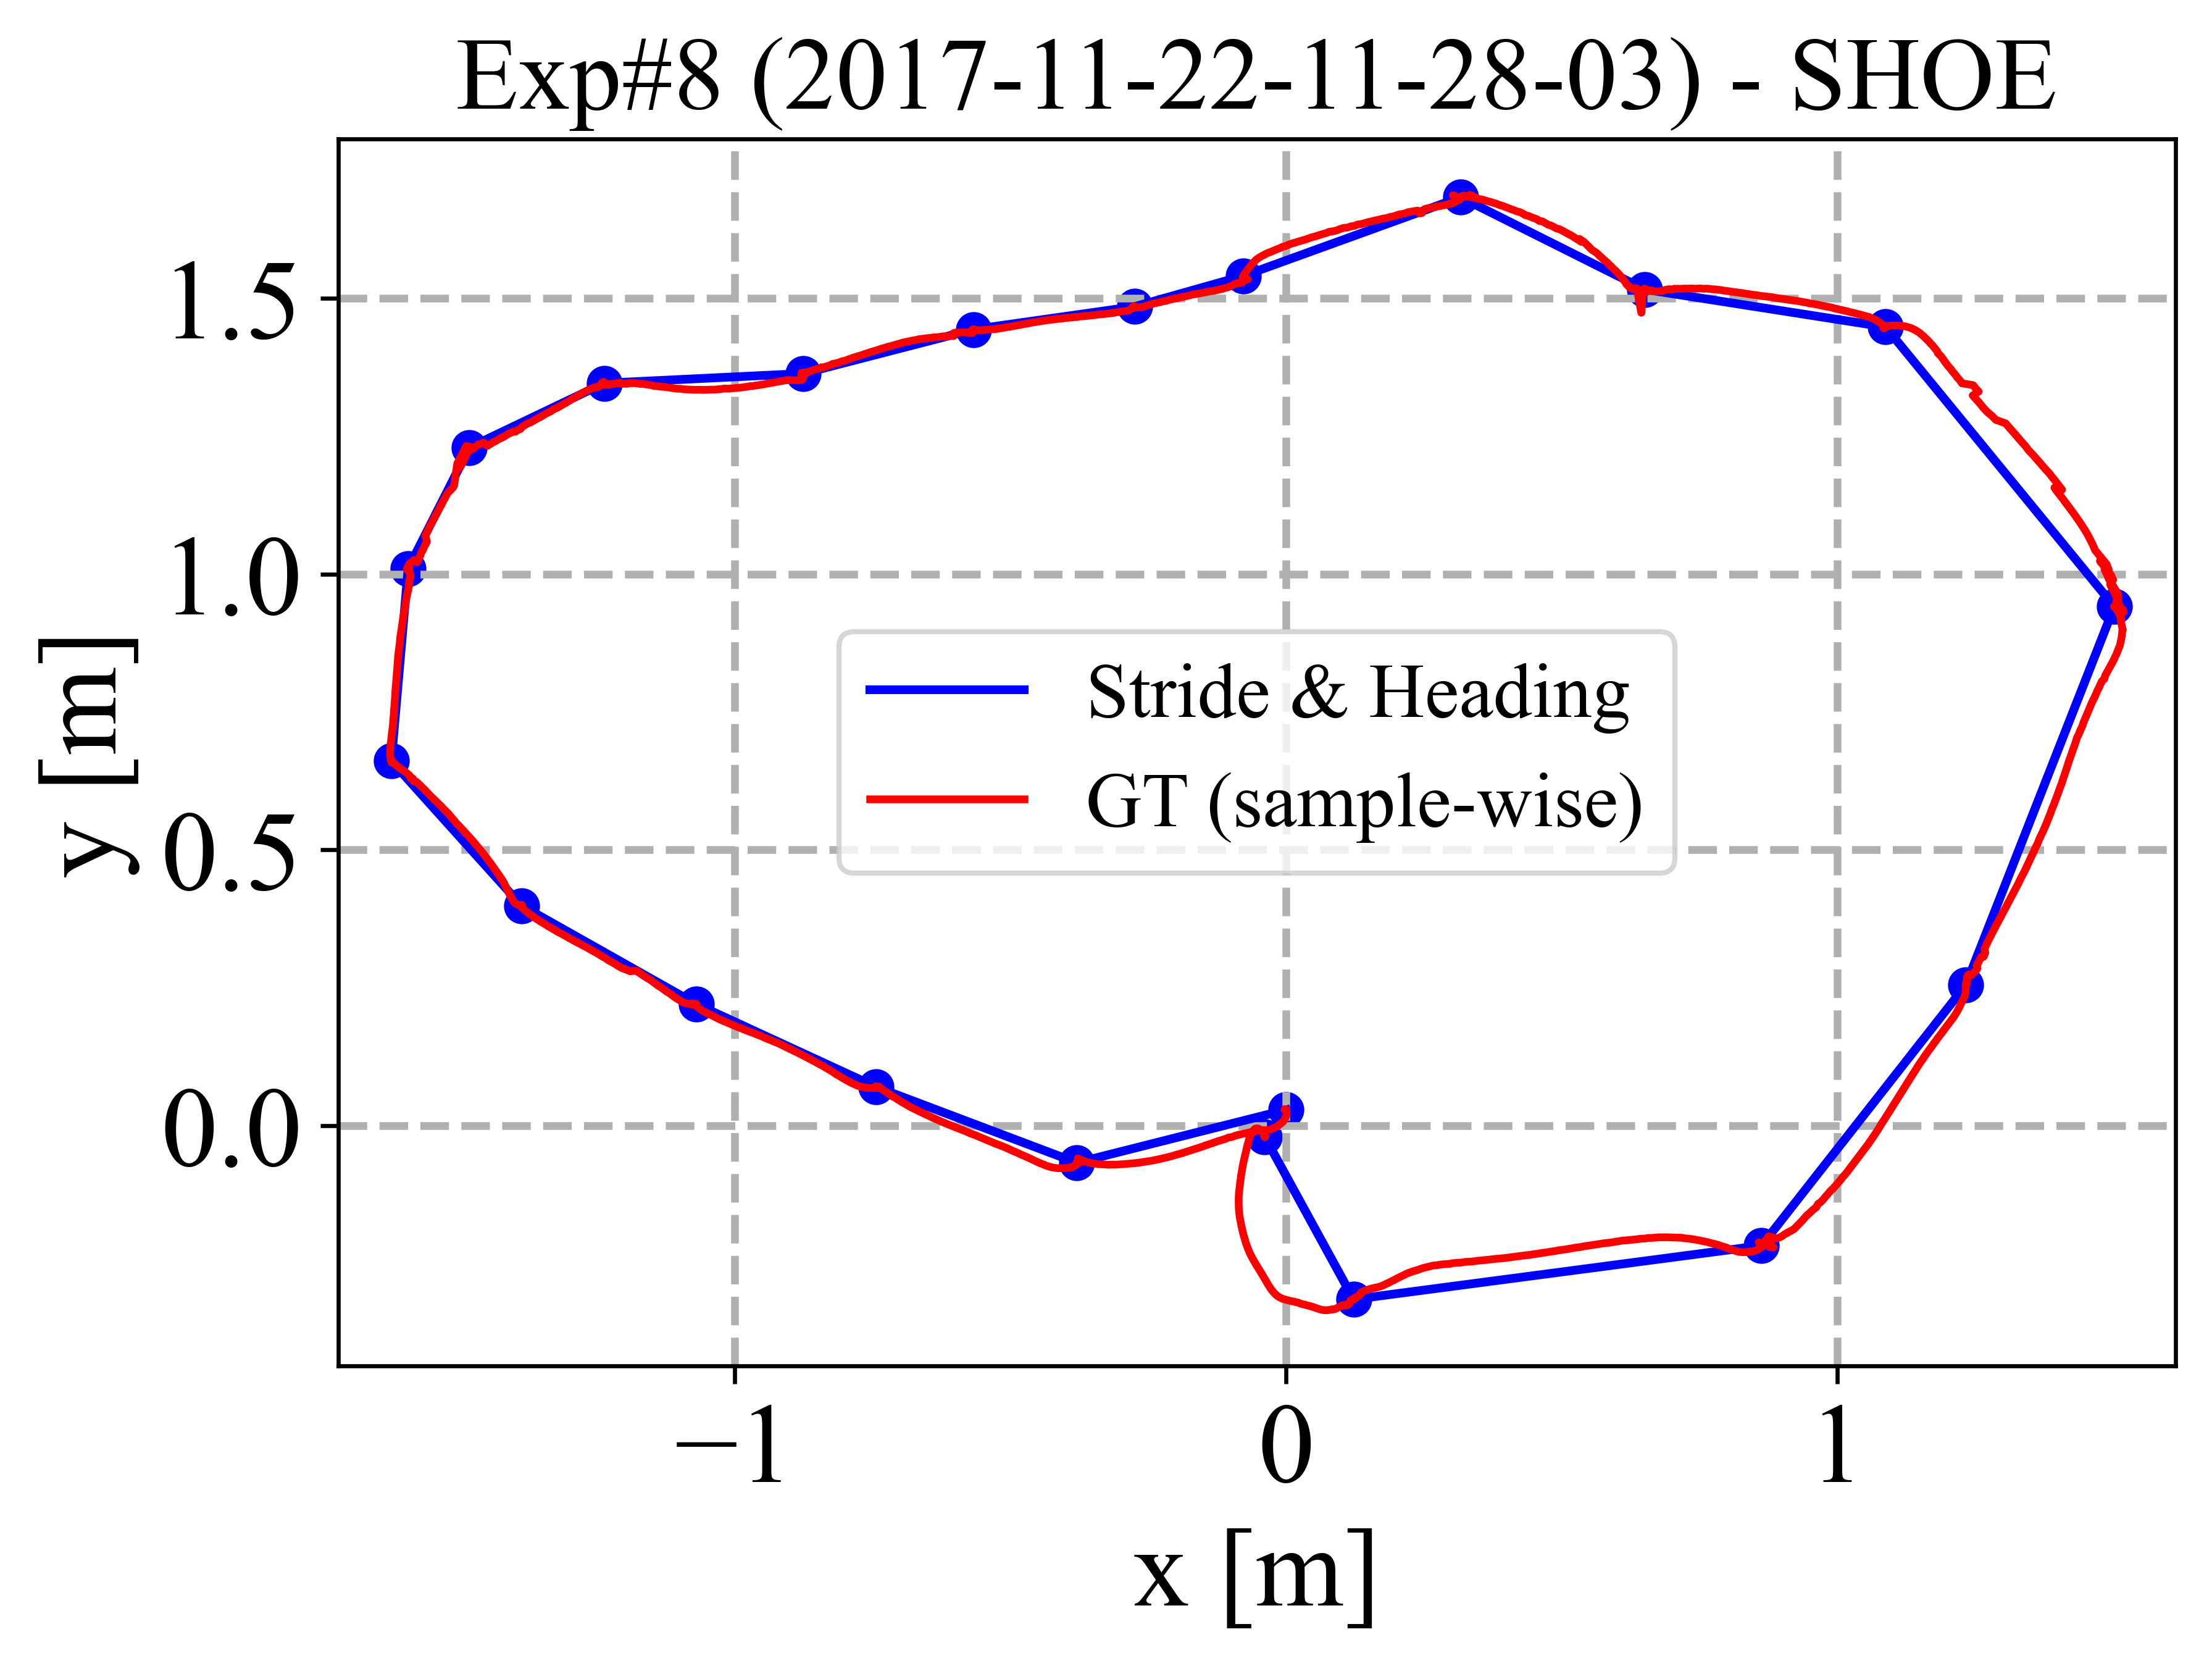 Exp#8 (2017-11-22-11-28-03) - SHOE
y [m]
1.5
1.0
0.5
0.0
Stride & Heading
GT (sample-wise)
−1 0 1
x [m]